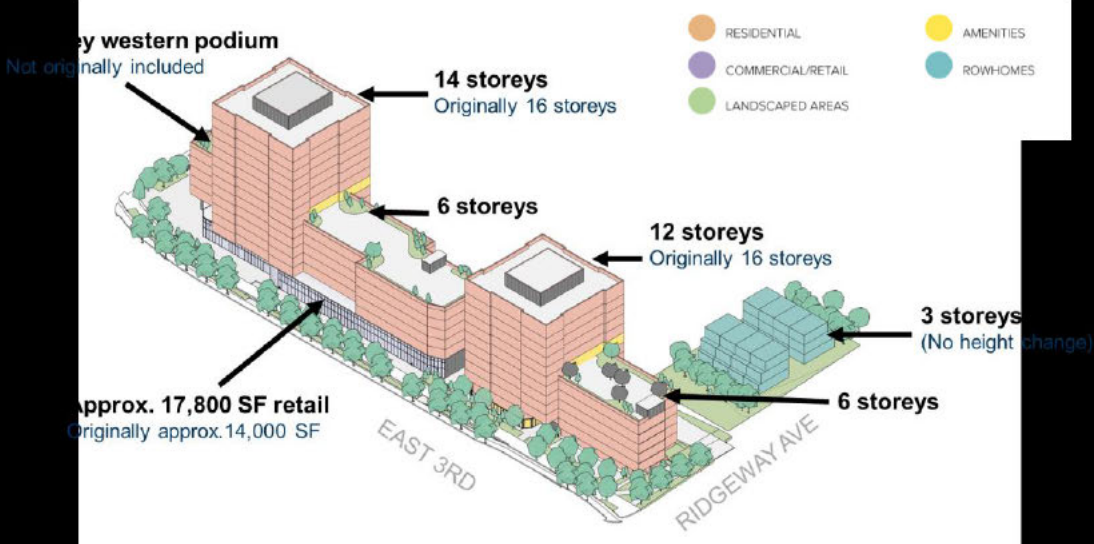 ey western podium
Not originally included
14 storeys
Originally 16 storeys
RESIDENTIAL
COMMERCIAL/RETAIL
LANDSCAPED AREAS
AMENITIES
ROWHOMES
6 storeys
12 storeys
Originally 16 storeys
3 storeys
(No height change)
6 storeys
Approx. 17,800 SF retail
Originally approx.14,000 SF
EAST 3RD
RIDGEWAY AVE